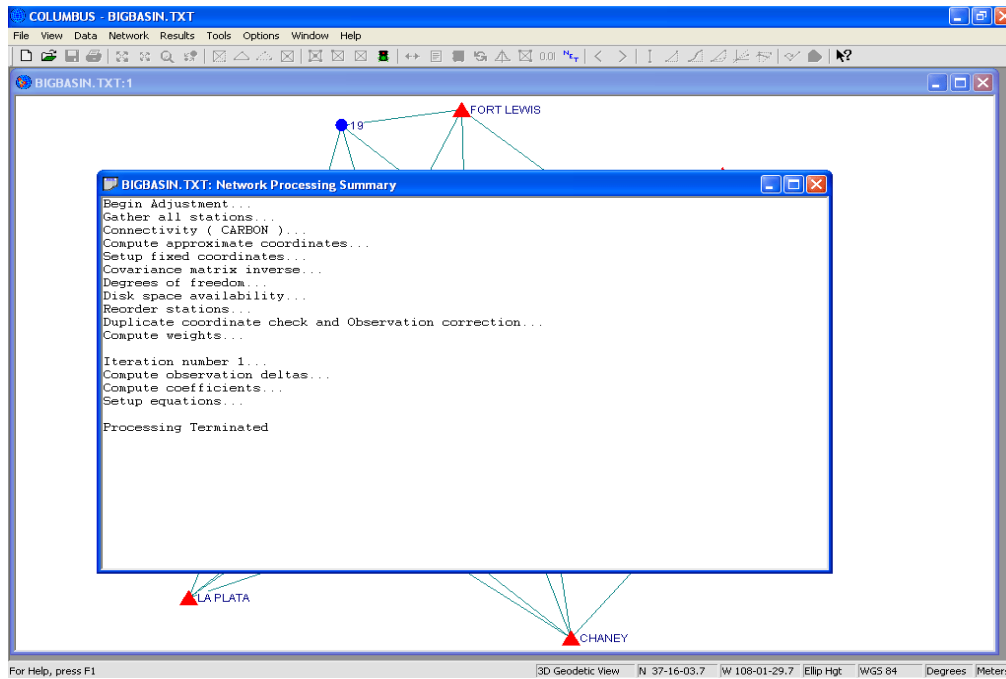 COLUMBUS - BIGBASIN.TXT
File View Data Network Results Tools Options Window Help
0.01
BIGBASIN.TXT:1
FORT LEWIS
19
BIGBASIN.TXT: Network Processing Summary
Begin Adjustment...
Gather all stations...
Connectivity ( CARBON )...
Compute approximate coordinates...
Setup fixed coordinates...
Covariance matrix inverse...
Degrees of freedom...
Disk space availability...
Reorder stations...
Duplicate coordinate check and Observation correction...
Compute weights...
Iteration number 1...
Compute observation deltas...
Compute coefficients...
Setup equations...
Processing Terminated
LA PLATA
CHANEY
For Help, press F1
3D Geodetic View N 37-16-03.7 W 108-01-29.7 Ellip Hgt WGS 84 Degrees Meters